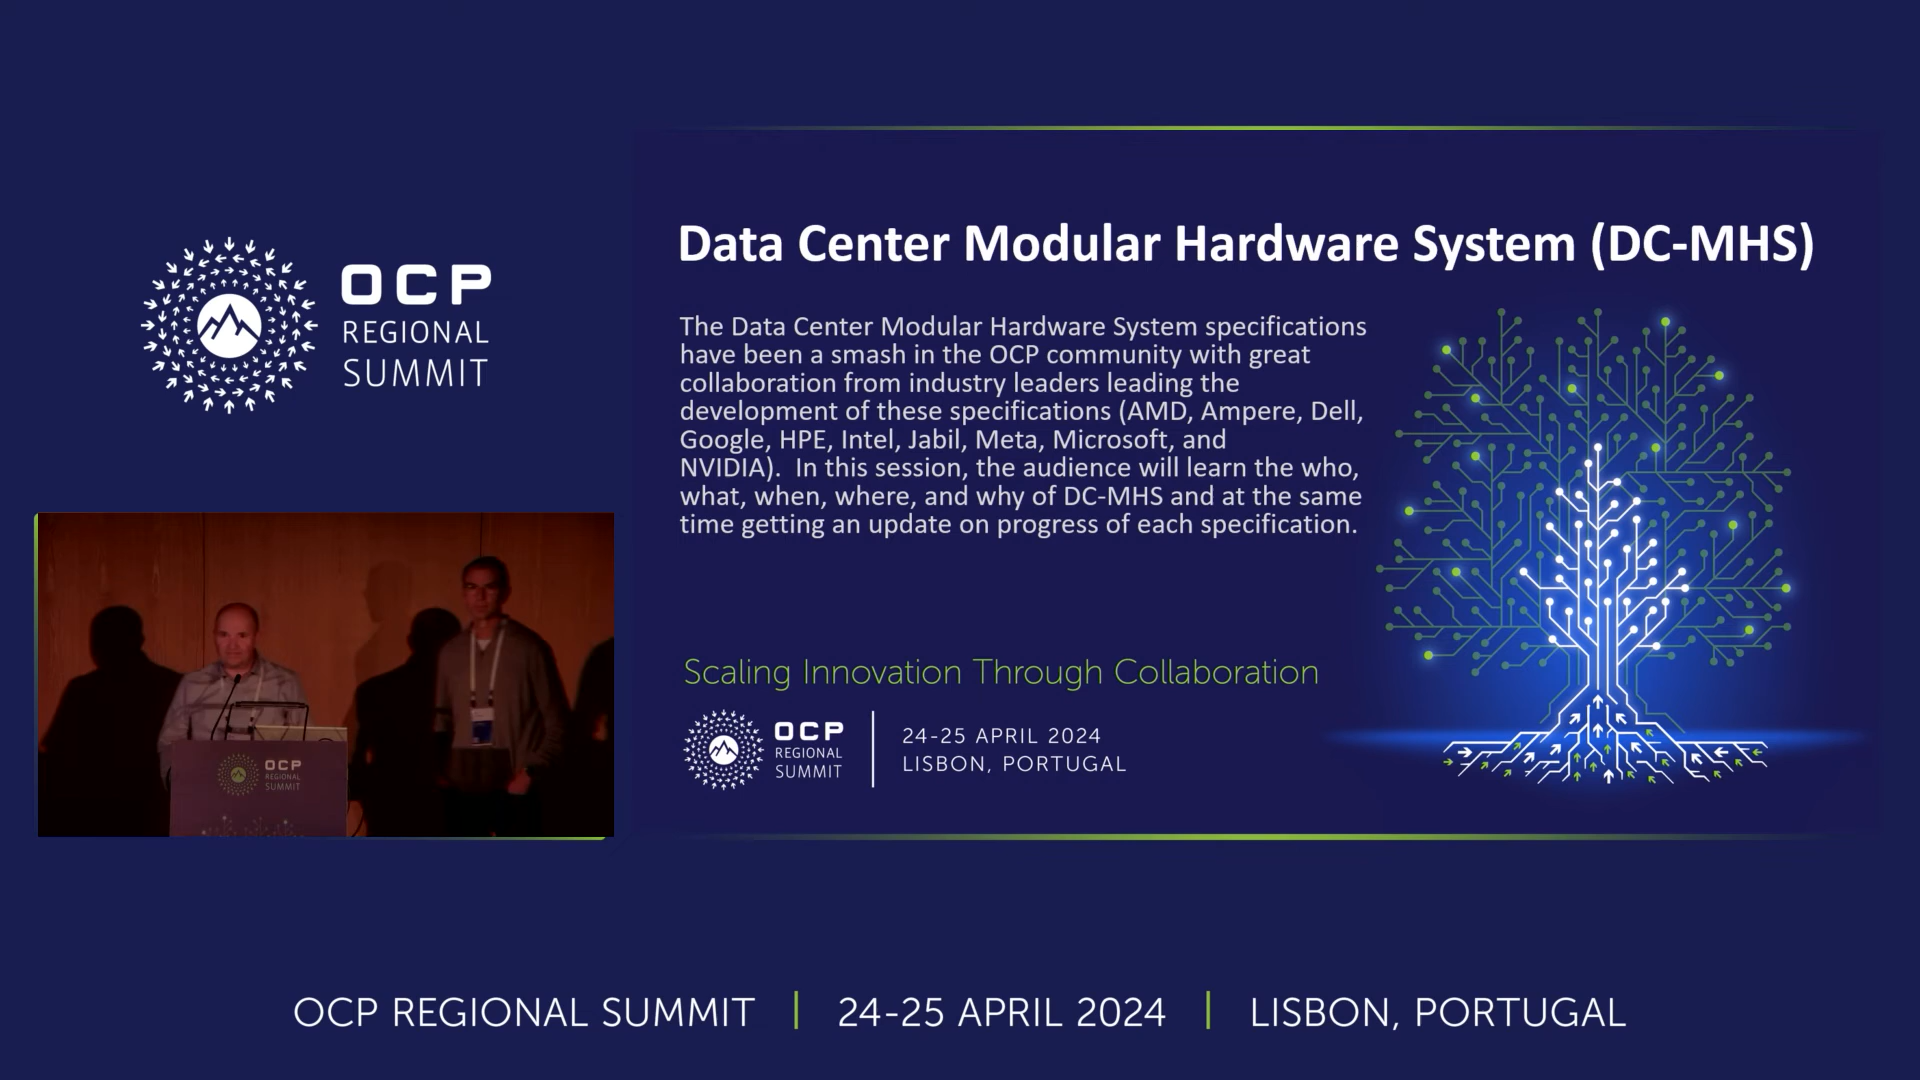 OCP
REGIONAL
SUMMIT
Data Center Modular Hardware System (DC-MHS)
The Data Center Modular Hardware System specifications
have been a smash in the OCP community with great
collaboration from industry leaders leading the
development of these specifications (AMD, Ampere, Dell,
Google, HPE, Intel, Jabil, Meta, Microsoft, and
NVIDIA).  In this session, the audience will learn the who,
what, when, where, and why of DC-MHS and at the same
time getting an update on progress of each specification.
Scaling Innovation Through Collaboration
OCP
REGIONAL
SUMMIT
24-25 APRIL 2024
LISBON, PORTUGAL
OCP
REGIONAL
SUMMIT
OCP REGIONAL SUMMIT | 24-25 APRIL 2024 | LISBON, PORTUGAL